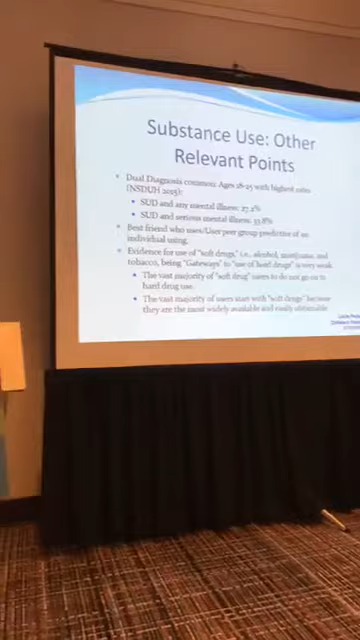 Substance Use: Other
Relevant Points
Dual Diagnosis common: Ages 18-25 with highest rates
(NSDUH 2015):
SUD and any mental illness:
SUD and serious mental illness:
Best friend who uses/User peer group predictive of an
individual using.
Evidence for use of "soft drugs", i.e., alcohol, marijuana, and
tobacco, being "Gateways" to "use of hard drugs" is very weak.
The vast majority of "soft drug" users to do not go on to
hard drug use.
The vast majority of users start with "soft drugs" because
they are the most widely available and easily obtainable